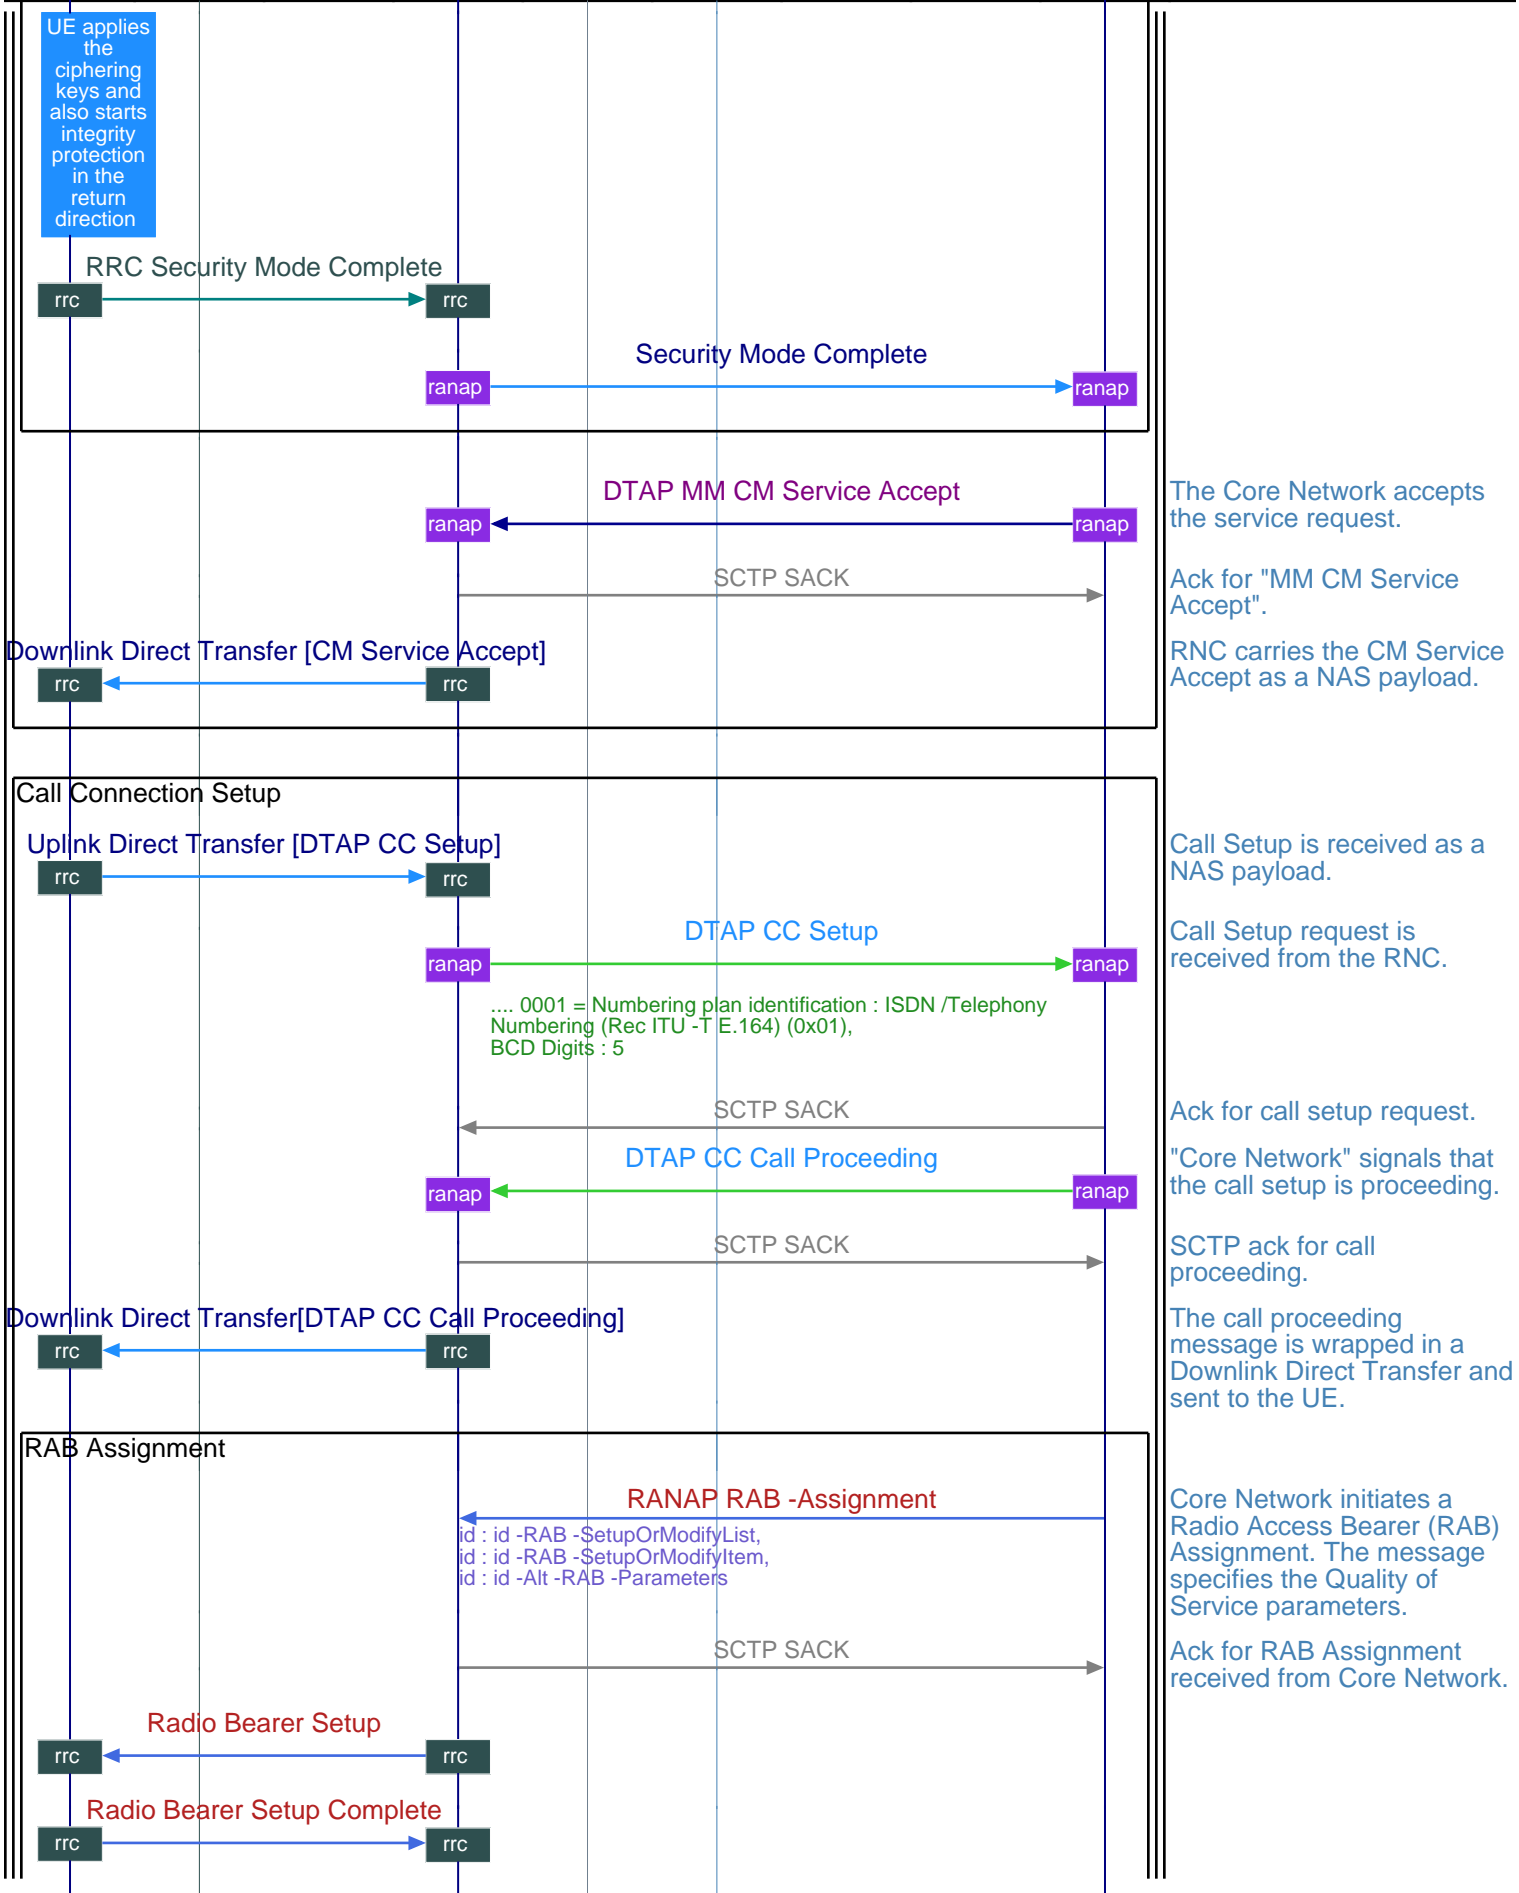 UE applies
the
ciphering
keys and
also starts
integrity
protection
in the
return
direction
RRC Security Mode Complete
rrc
rrc
Security Mode Complete
ranap
ranap
DTAP MM CM Service Accept
The Core Network accepts
the service request.
ranap
ranap
SCTP SACK
Ack for "MM CM Service
Accept".
Downlink Direct Transfer [CM Service Accept]
RNC carries the CM Service
Accept as a NAS payload.
rrc
rrc
Call Connection Setup
Uplink Direct Transfer [DTAP CC Setup]
Call Setup is received as a
NAS payload.
rrc
rrc
DTAP CC Setup
Call Setup request is
received from the RNC.
ranap
ranap
.... 0001 = Numbering plan identification : ISDN /Telephony
Numbering (Rec ITU -T E.164) (0x01),
BCD Digits : 5
SCTP SACK
Ack for call setup request.
DTAP CC Call Proceeding
"Core Network" signals that
the call setup is proceeding.
ranap
ranap
SCTP SACK
SCTP ack for call
proceeding.
Downlink Direct Transfer[DTAP CC Call Proceeding]
The call proceeding
message is wrapped in a
Downlink Direct Transfer and
sent to the UE.
rrc
rrc
RAB Assignment
RANAP RAB -Assignment
Core Network initiates a
Radio Access Bearer (RAB)
Assignment. The message
specifies the Quality of
Service parameters.
id : id -RAB -SetupOrModifyList,
id : id -RAB -SetupOrModifyItem,
id : id -Alt -RAB -Parameters
SCTP SACK
Ack for RAB Assignment
received from Core Network.
Radio Bearer Setup
rrc
rrc
Radio Bearer Setup Complete
rrc
rrc